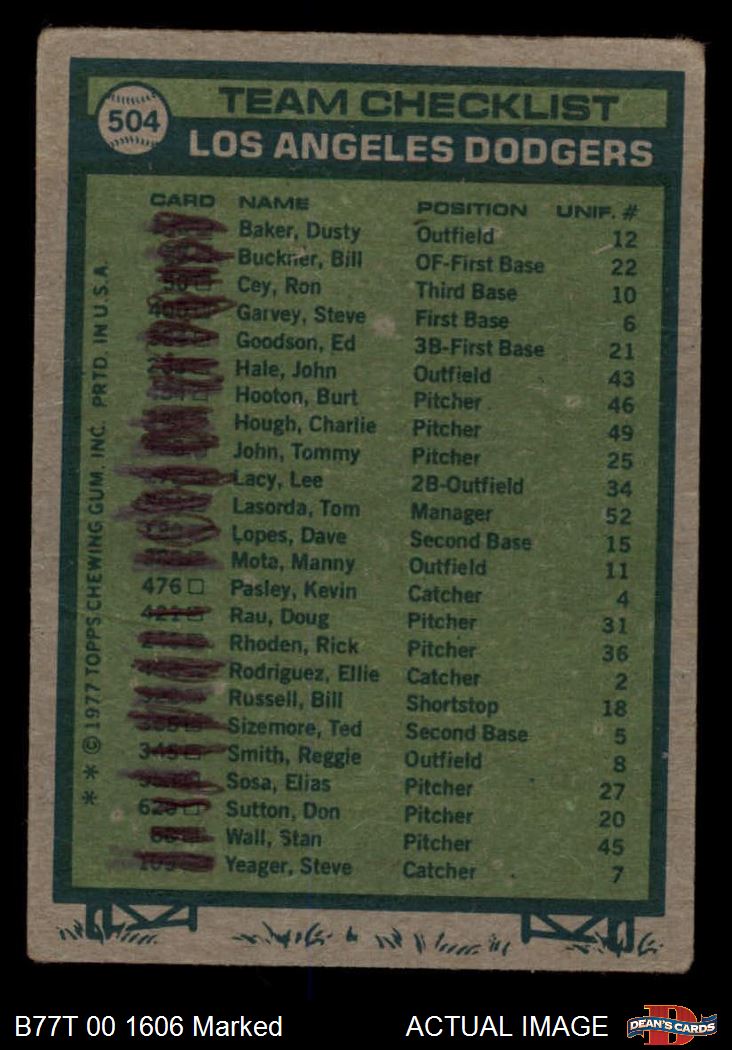 504
TEAM CHECKLIST
LOS ANGELES DODGERS
CARD NAME POSITION UNIF. #
Baker, Dusty Outfield 12
Buckner, Bill OF-First Base 22
Cey, Ron Third Base 10
Garvey, Steve First Base 6
Goodson, Ed 3B-First Base 21
Hale, John Outfield 43
Hooton, Burt Pitcher 46
Hough, Charlie Pitcher 49
John, Tommy Pitcher 25
Lacy, Lee 2B-Outfield 34
Lasorda, Tom Manager 52
Lopes, Dave Second Base 15
Mota, Manny Outfield 11
476 □ Pasley, Kevin Catcher 4
Rau, Doug Pitcher 31
Rhoden, Rick Pitcher 36
Rodriguez, Ellie Catcher 2
Russell, Bill Shortstop 18
Sizemore, Ted Second Base 5
345 □ Smith, Reggie Outfield 8
Sosa, Elias Pitcher 27
Sutton, Don Pitcher 20
Wall, Stan Pitcher 45
Yeager, Steve Catcher 7
* * © 1977 TOPPS CHEWING GUM, INC. PRTD. IN U.S.A.
B77T 00 1606 Marked ACTUAL IMAGE
D
DEAN'S CARDS